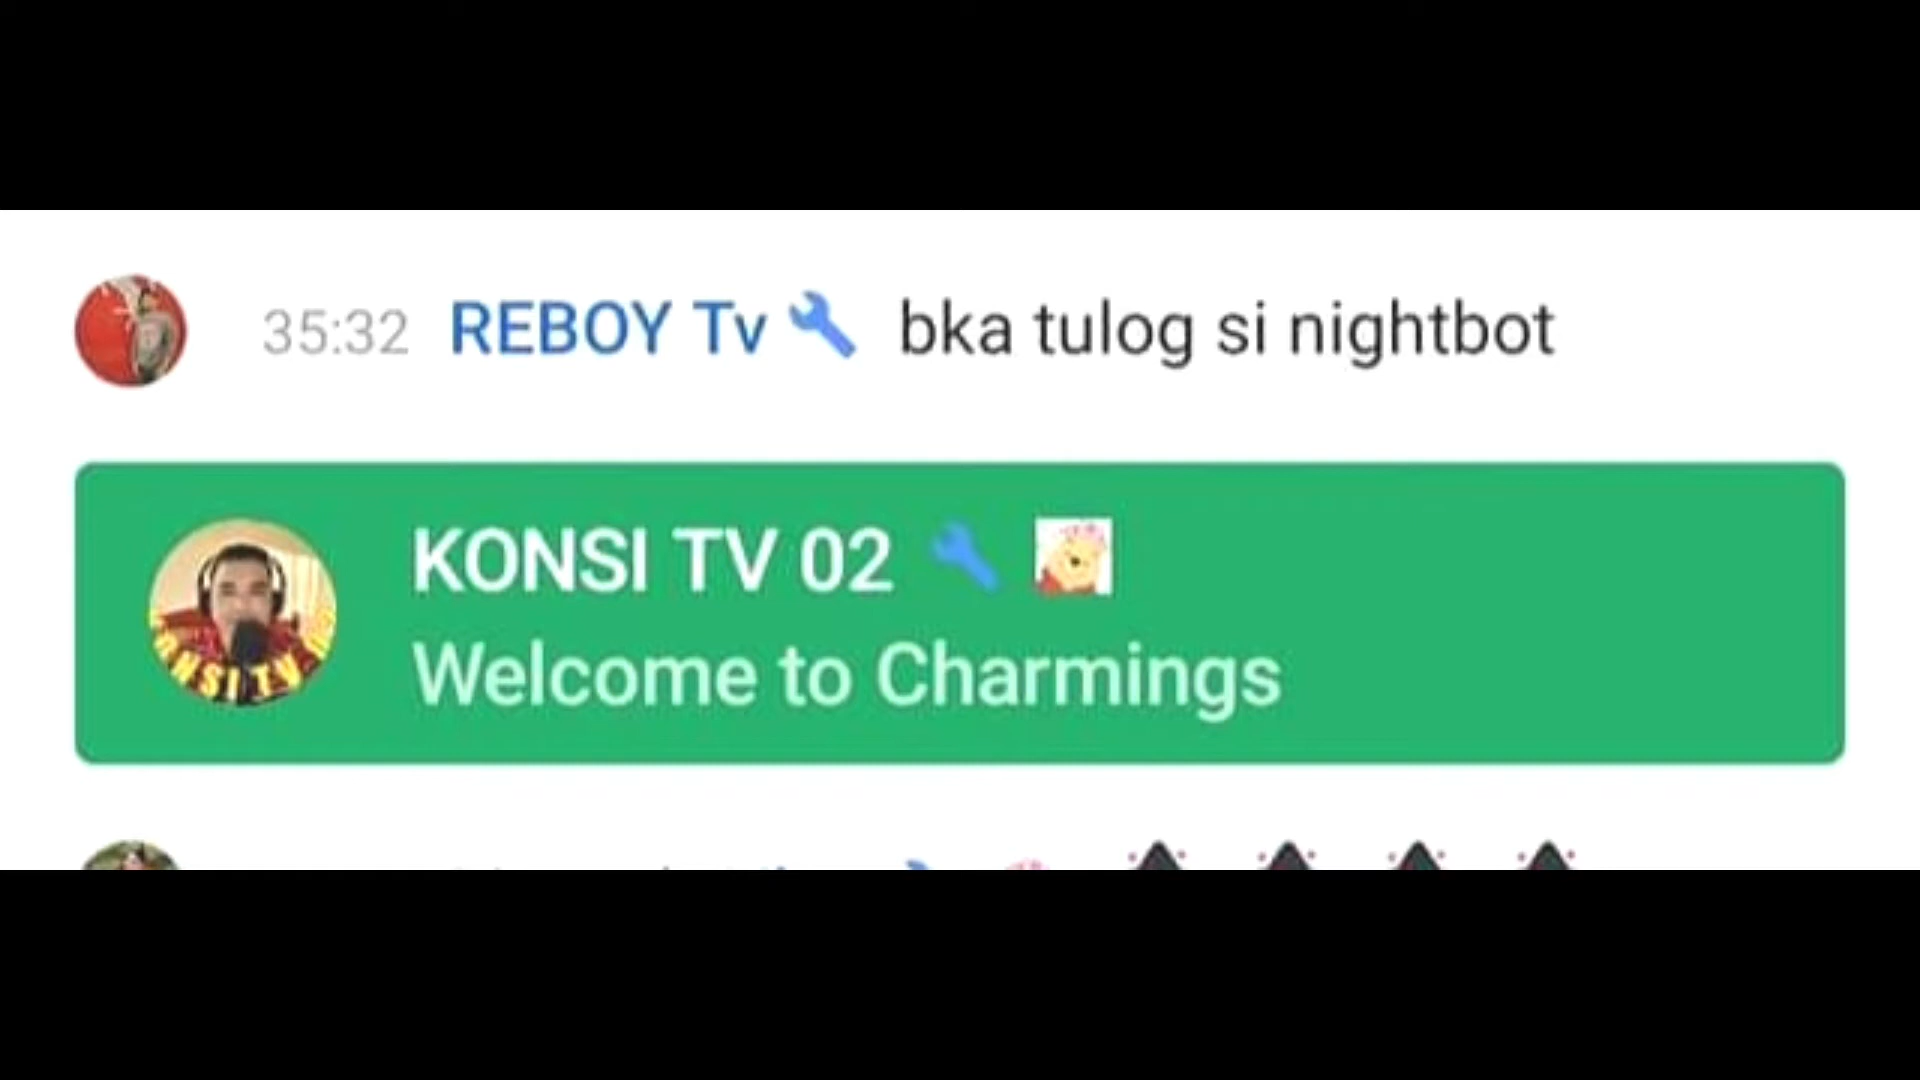 35:32 REBOY Tv bka tulog si nightbot
KONSI TV 02
Welcome to Charmings